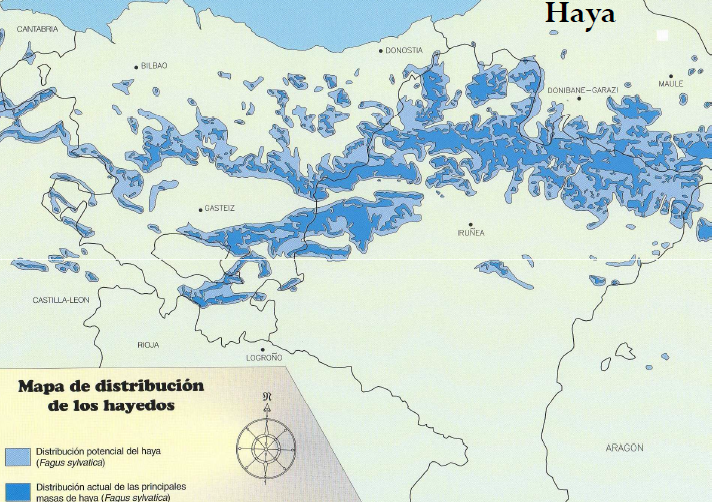 Haya
CANTABRIA
DONOSTIA
BILBAO
MAULE
DONIBANE-GARAZI
GASTEIZ
IRUÑEA
CASTILLA-LEON
RIOJA
LOGROÑO
ARAGÓN
Mapa de distribución
de los hayedos
N
Distribución potencial del haya
(Fagus sylvatica)
Distribución actual de las principales
masas de haya (Fagus sylvatica)